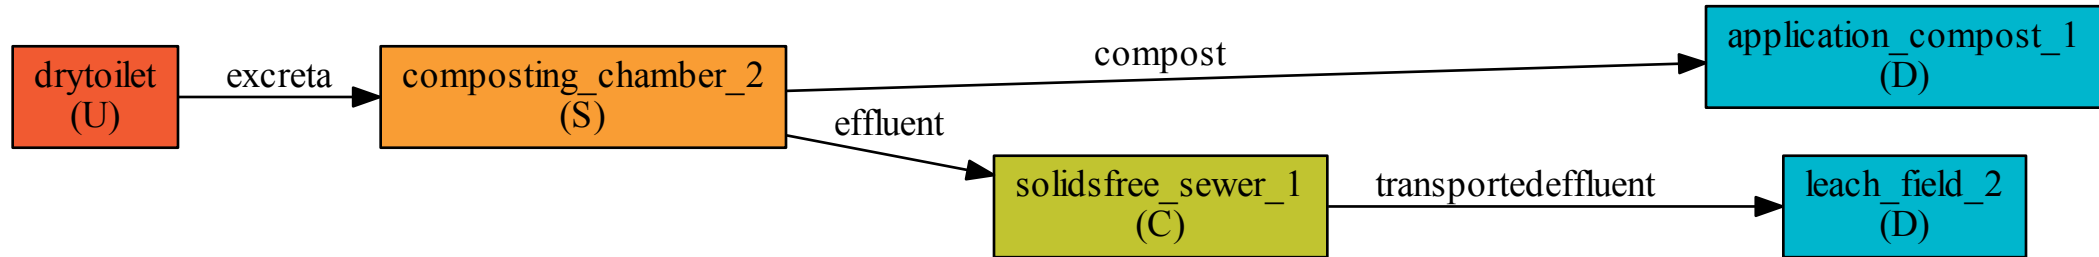 drytoilet
(U)
excreta
composting_chamber_2
(S)
compost
application_compost_1
(D)
effluent
solidsfree_sewer_1
(C)
transportedeffluent
leach_field_2
(D)